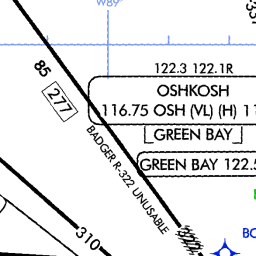 W89
122.3 122.1R
OSHKOSH
116.75 OSH (VL) (H)
GREEN BAY
GREEN BAY 122.5
85
277
BADGER R-322 UNUSABLE
310